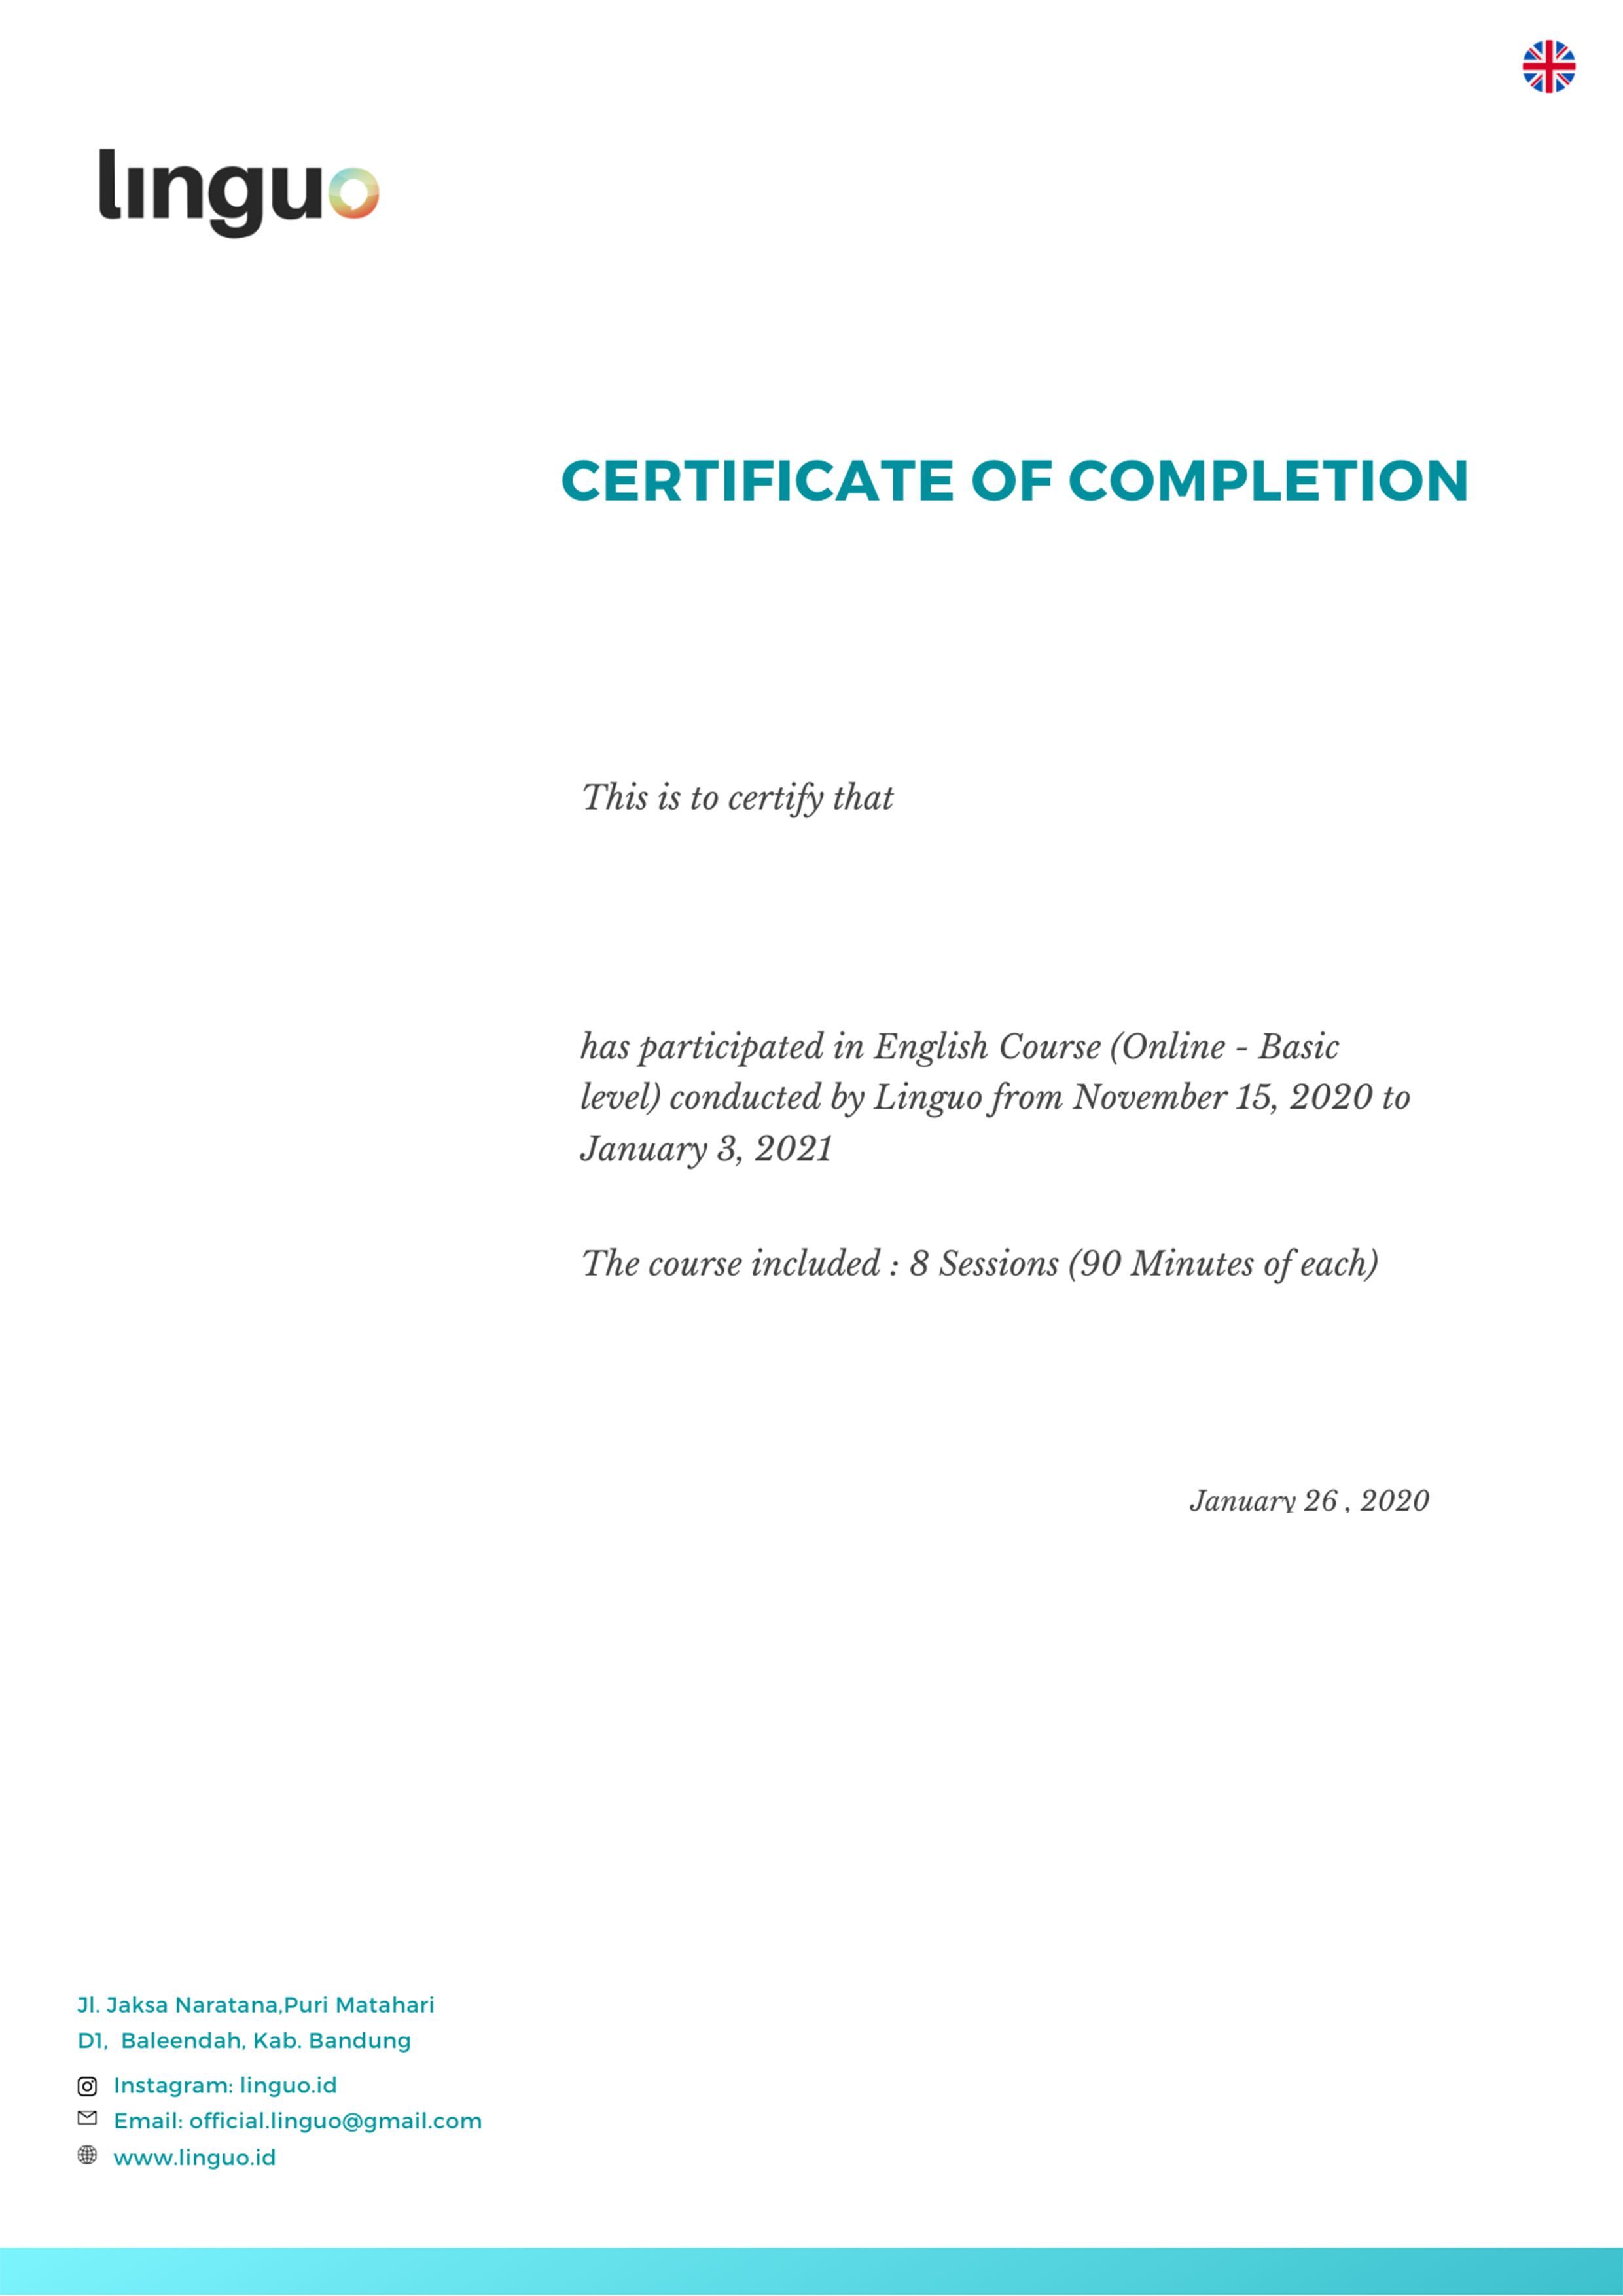 linguo
CERTIFICATE OF COMPLETION
This is to certify that
has participated in English Course (Online - Basic
level) conducted by Linguo from November 15, 2020 to
January 3, 2021
The course included : 8 Sessions (90 Minutes of each)
January 26 , 2020
Jl. Jaksa Naratana,Puri Matahari
D1,  Baleendah, Kab. Bandung
Instagram: linguo.id
Email: official.linguo@gmail.com
www.linguo.id